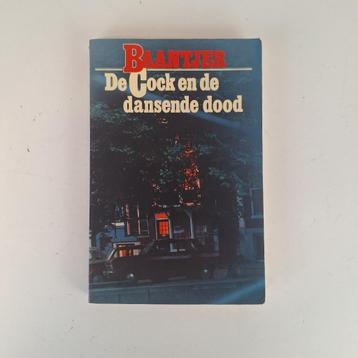 BAANTJER
De Cock en de
dansende dood